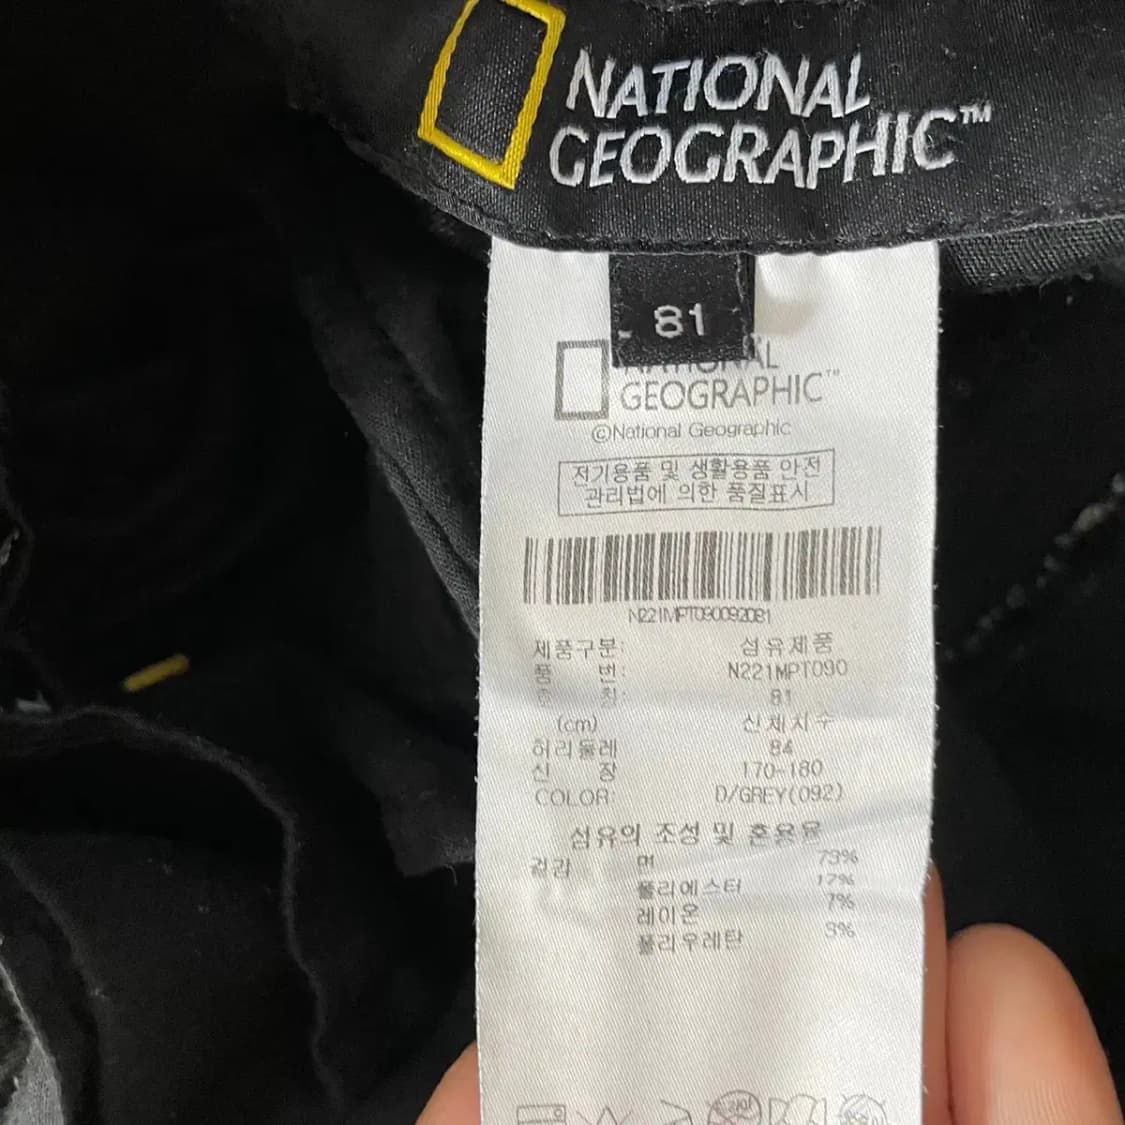 NATIONAL
GEOGRAPHIC™
81
NATIONAL
GEOGRAPHIC™
©National Geographic
전기용품 및 생활용품 안전
관리법에 의한 품질표시
N221MPT090092081
제품구분: 섬유제품
품 번: N221MPT090
호 칭: 81
(cm) 신체치수
허리둘레 84
신 장 170-180
COLOR: D/GREY(092)
섬유의 조성 및 혼용율
겉감 면 73%
폴리에스터 17%
레이온 7%
폴리우레탄 3%